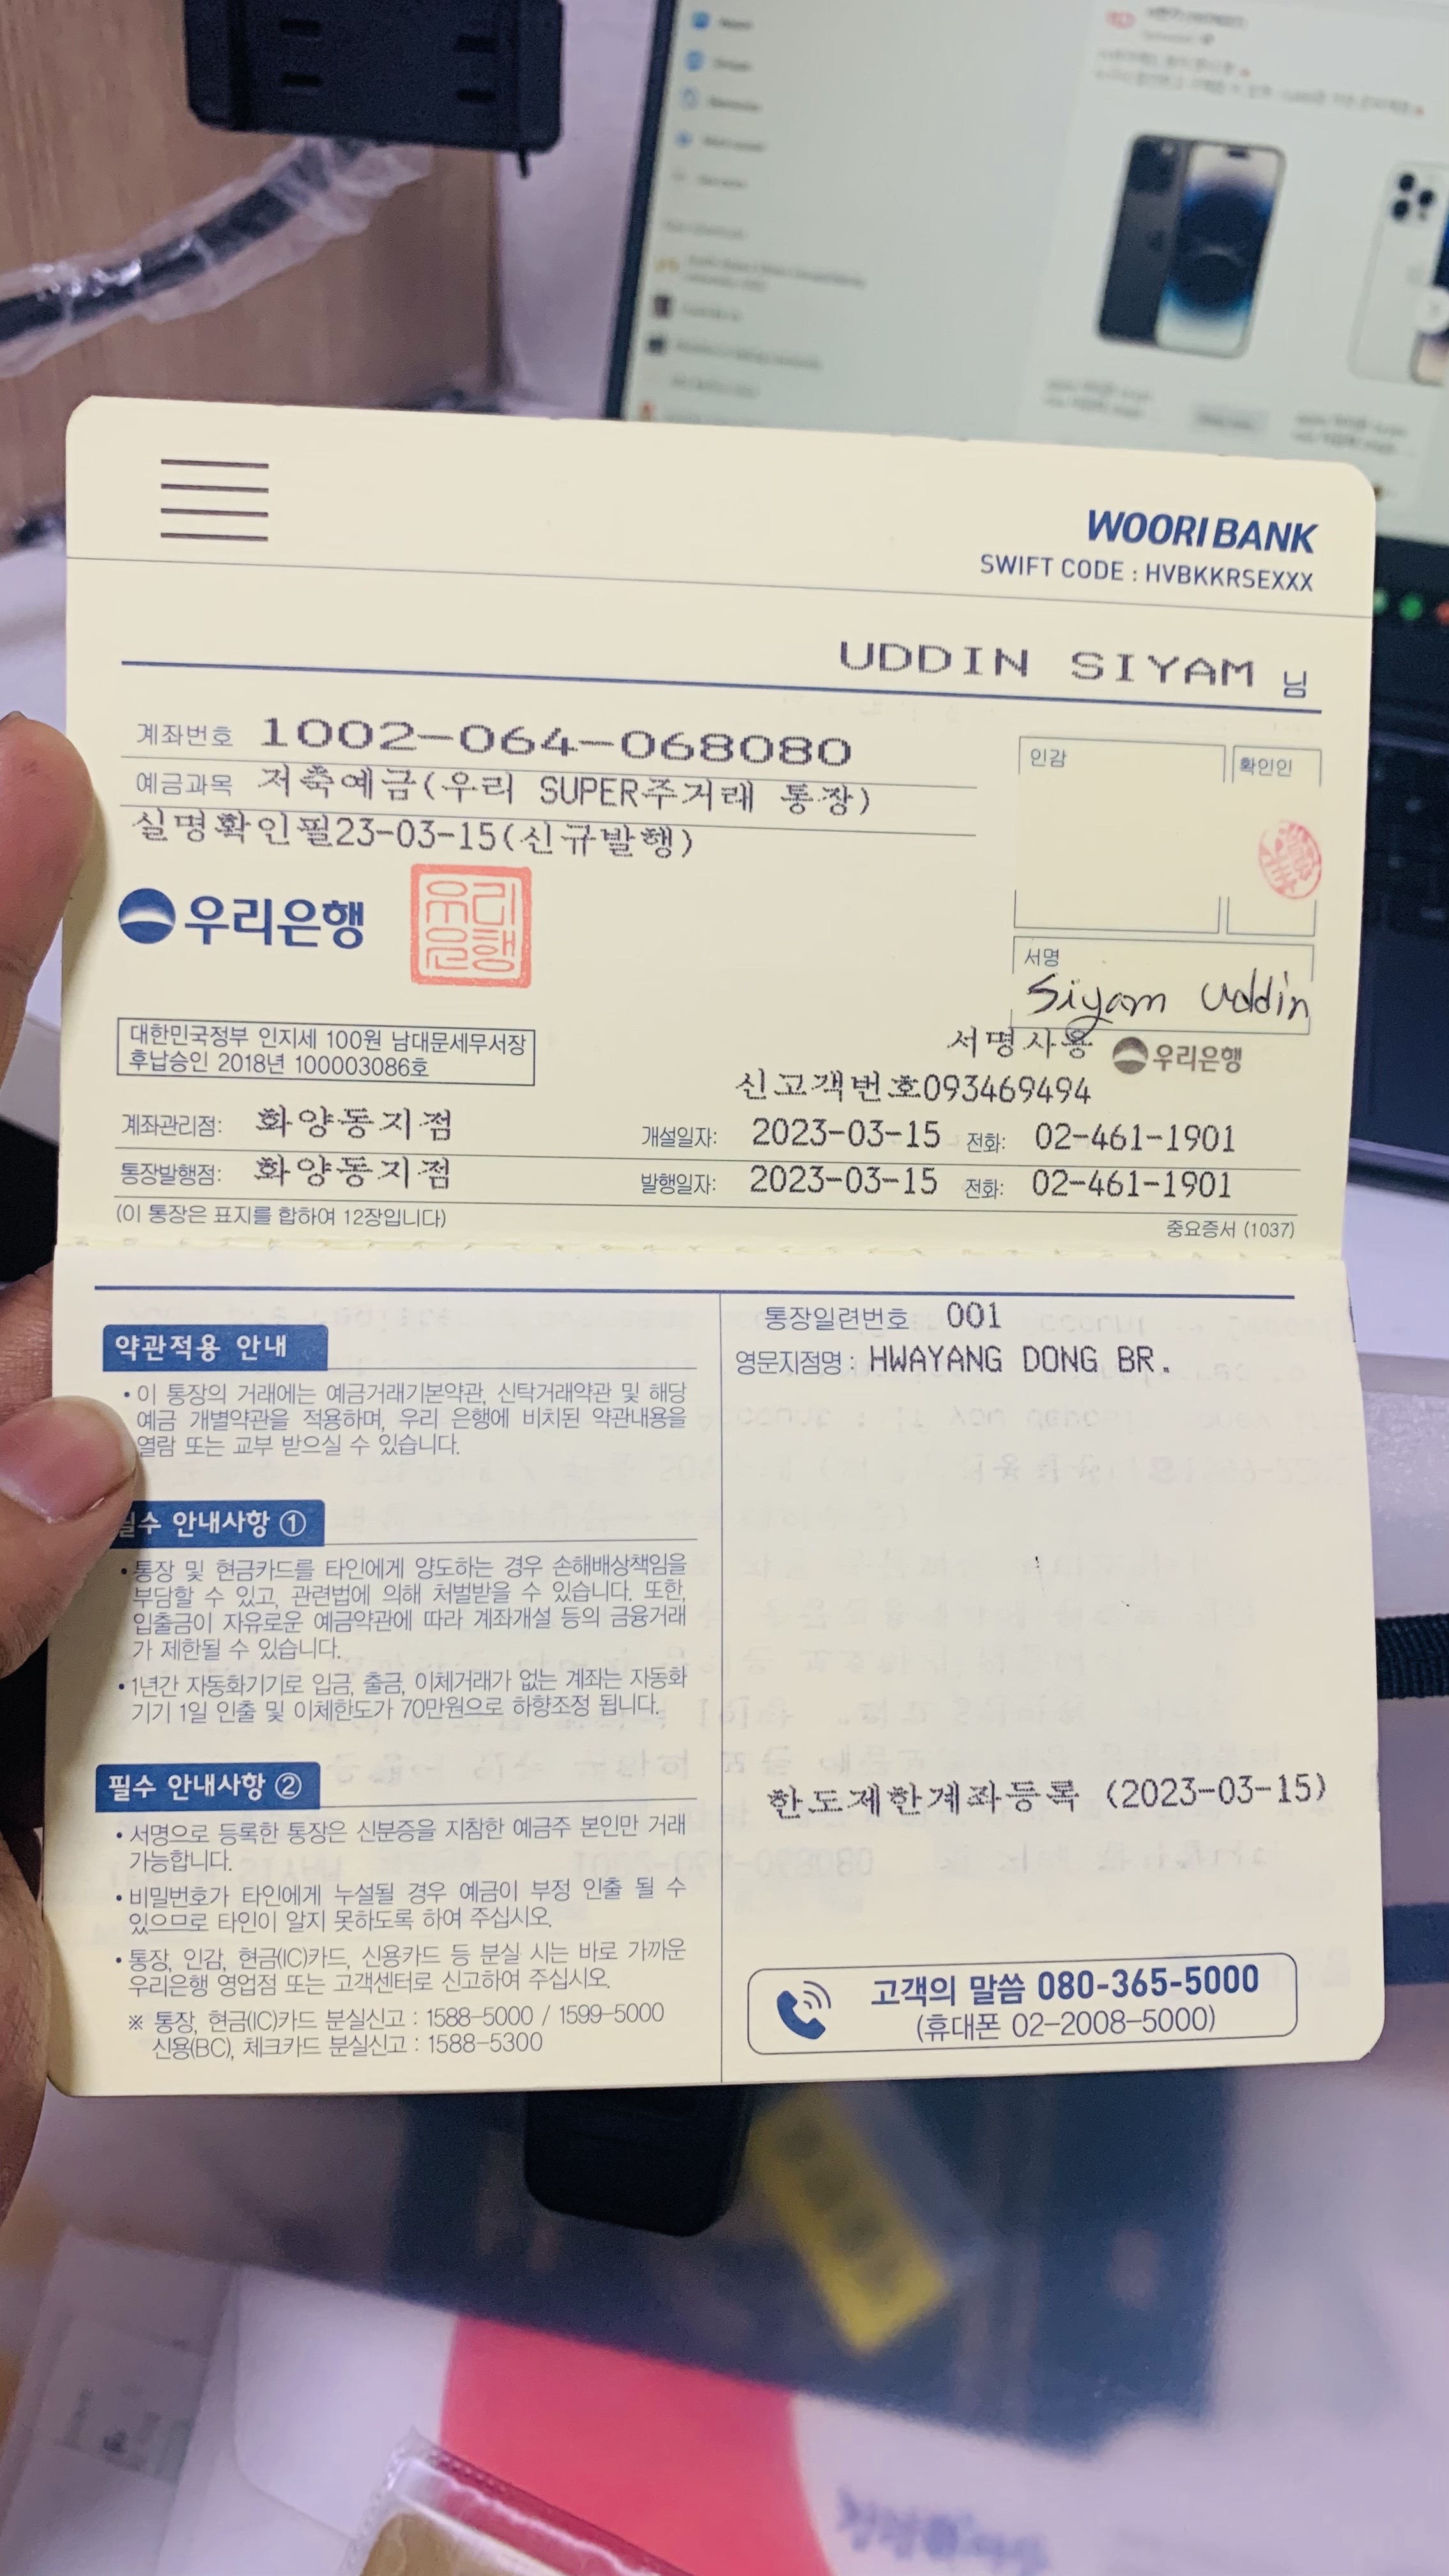 WOORI BANK
SWIFT CODE : HVBKKRSEXXX
UDDIN SIYAM 님
계좌번호 1002-064-068080
예금과목 저축예금(우리 SUPER주거래 통장)
실명확인필23-03-15(신규발행)
인감 확인인
우리은행 우리은행
서명
Siyam Uddin
서명사용 우리은행
대한민국정부 인지세 100원 남대문세무서장
후납승인 2018년 100003086호
신고객번호093469494
계좌관리점: 화양동지점 개설일자: 2023-03-15 전화: 02-461-1901
통장발행점: 화양동지점 발행일자: 2023-03-15 전화: 02-461-1901
(이 통장은 표지를 합하여 12장입니다) 중요증서 (1037)
약관적용 안내
• 이 통장의 거래에는 예금거래기본약관, 신탁거래약관 및 해당
예금 개별약관을 적용하며, 우리 은행에 비치된 약관내용을
열람 또는 교부 받으실 수 있습니다.
필수 안내사항 ①
• 통장 및 현금카드를 타인에게 양도하는 경우 손해배상책임을
부담할 수 있고, 관련법에 의해 처벌받을 수 있습니다. 또한,
입출금이 자유로운 예금약관에 따라 계좌개설 등의 금융거래
가 제한될 수 있습니다.
• 1년간 자동화기기로 입금, 출금, 이체거래가 없는 계좌는 자동화
기기 1일 인출 및 이체한도가 70만원으로 하향조정 됩니다.
필수 안내사항 ②
• 서명으로 등록한 통장은 신분증을 지참한 예금주 본인만 거래
가능합니다.
• 비밀번호가 타인에게 누설될 경우 예금이 부정 인출 될 수
있으므로 타인이 알지 못하도록 하여 주십시오.
• 통장, 인감, 현금(IC)카드, 신용카드 등 분실 시는 바로 가까운
우리은행 영업점 또는 고객센터로 신고하여 주십시오.
※ 통장, 현금(IC)카드 분실신고 : 1588-5000 / 1599-5000
신용(BC), 체크카드 분실신고 : 1588-5300
통장일련번호 001
영문지점명 : HWAYANG DONG BR.
한도제한계좌등록 (2023-03-15)
고객의 말씀 080-365-5000
(휴대폰 02-2008-5000)